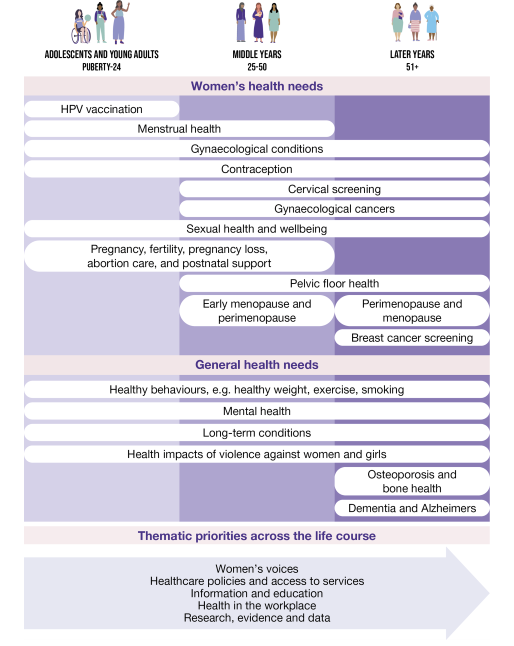 ADOLESCENTS AND YOUNG ADULTS
PUBERTY-24
MIDDLE YEARS
25-50
LATER YEARS
51+
Women's health needs
HPV vaccination
Menstrual health
Gynaecological conditions
Contraception
Cervical screening
Gynaecological cancers
Sexual health and wellbeing
Pregnancy, fertility, pregnancy loss,
abortion care, and postnatal support
Pelvic floor health
Early menopause and
perimenopause
Perimenopause and
menopause
Breast cancer screening
General health needs
Healthy behaviours, e.g. healthy weight, exercise, smoking
Mental health
Long-term conditions
Health impacts of violence against women and girls
Osteoporosis and
bone health
Dementia and Alzheimers
Thematic priorities across the life course
Women's voices
Healthcare policies and access to services
Information and education
Health in the workplace
Research, evidence and data